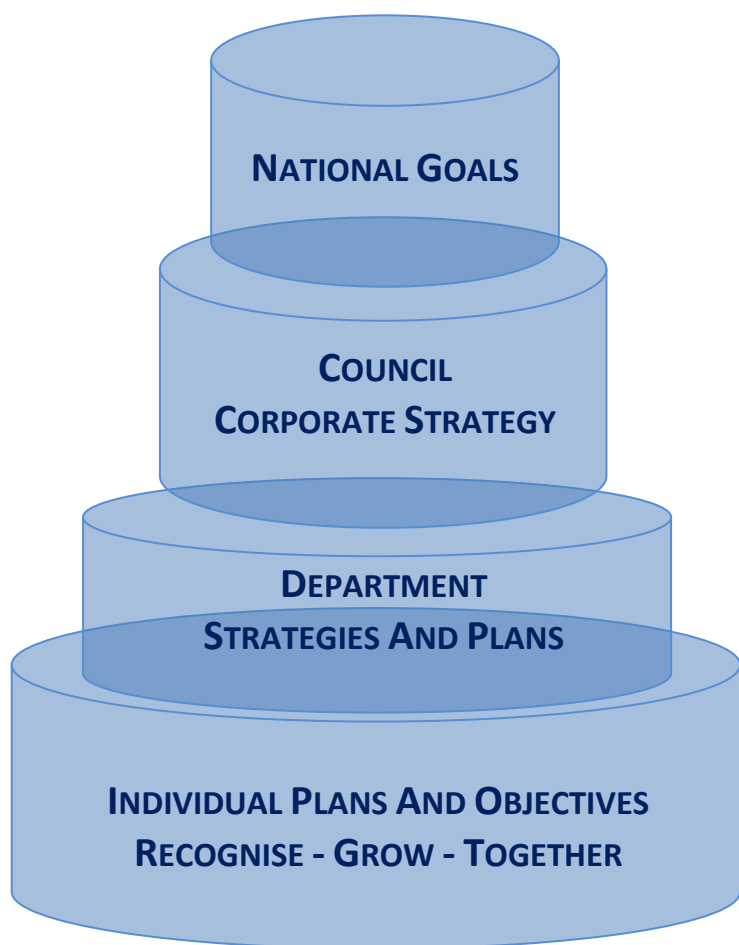 NATIONAL GOALS
COUNCIL
CORPORATE STRATEGY
DEPARTMENT
STRATEGIES AND PLANS
INDIVIDUAL PLANS AND OBJECTIVES
RECOGNISE - GROW - TOGETHER